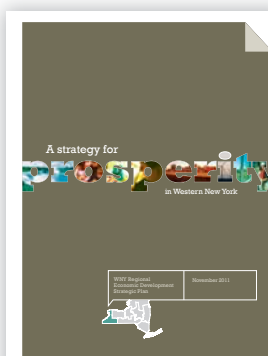 A strategy for
prosperity
in Western New York
WNY Regional
Economic Development
Strategic Plan
November 2011